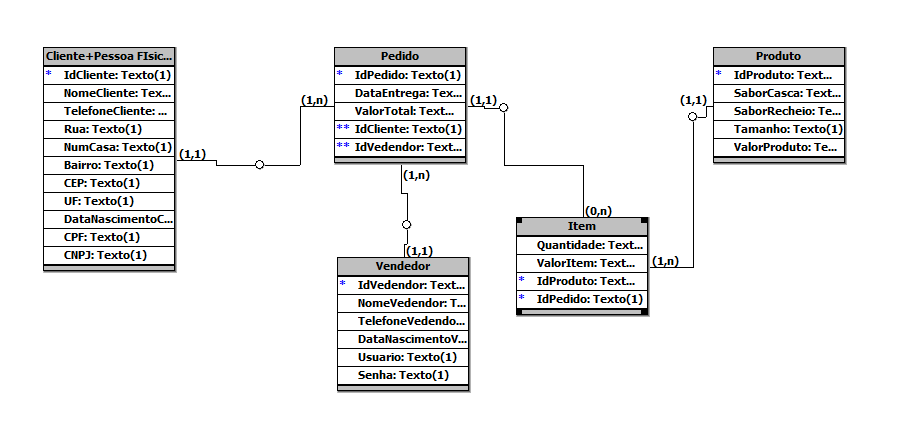 Cliente+Pessoa FIsic...
* IdCliente: Texto(1)
NomeCliente: Tex...
TelefoneCliente: ...
Rua: Texto(1)
NumCasa: Texto(1)
Bairro: Texto(1)
CEP: Texto(1)
UF: Texto(1)
DataNascimentoC...
CPF: Texto(1)
CNPJ: Texto(1)
(1,1)
(1,n)
Pedido
* IdPedido: Texto(1)
DataEntrega: Tex...
ValorTotal: Text...
** IdCliente: Texto(1)
** IdVedendor: Text...
(1,1)
(1,n)
(1,1)
Vendedor
* IdVedendor: Text...
NomeVedendor: T...
TelefoneVedendo...
DataNascimentoV...
Usuario: Texto(1)
Senha: Texto(1)
(0,n)
Item
Quantidade: Text...
ValorItem: Text...
* IdProduto: Text...
* IdPedido: Texto(1)
(1,n)
(1,1)
Produto
* IdProduto: Text...
SaborCasca: Text...
SaborRecheio: Te...
Tamanho: Texto(1)
ValorProduto: Te...